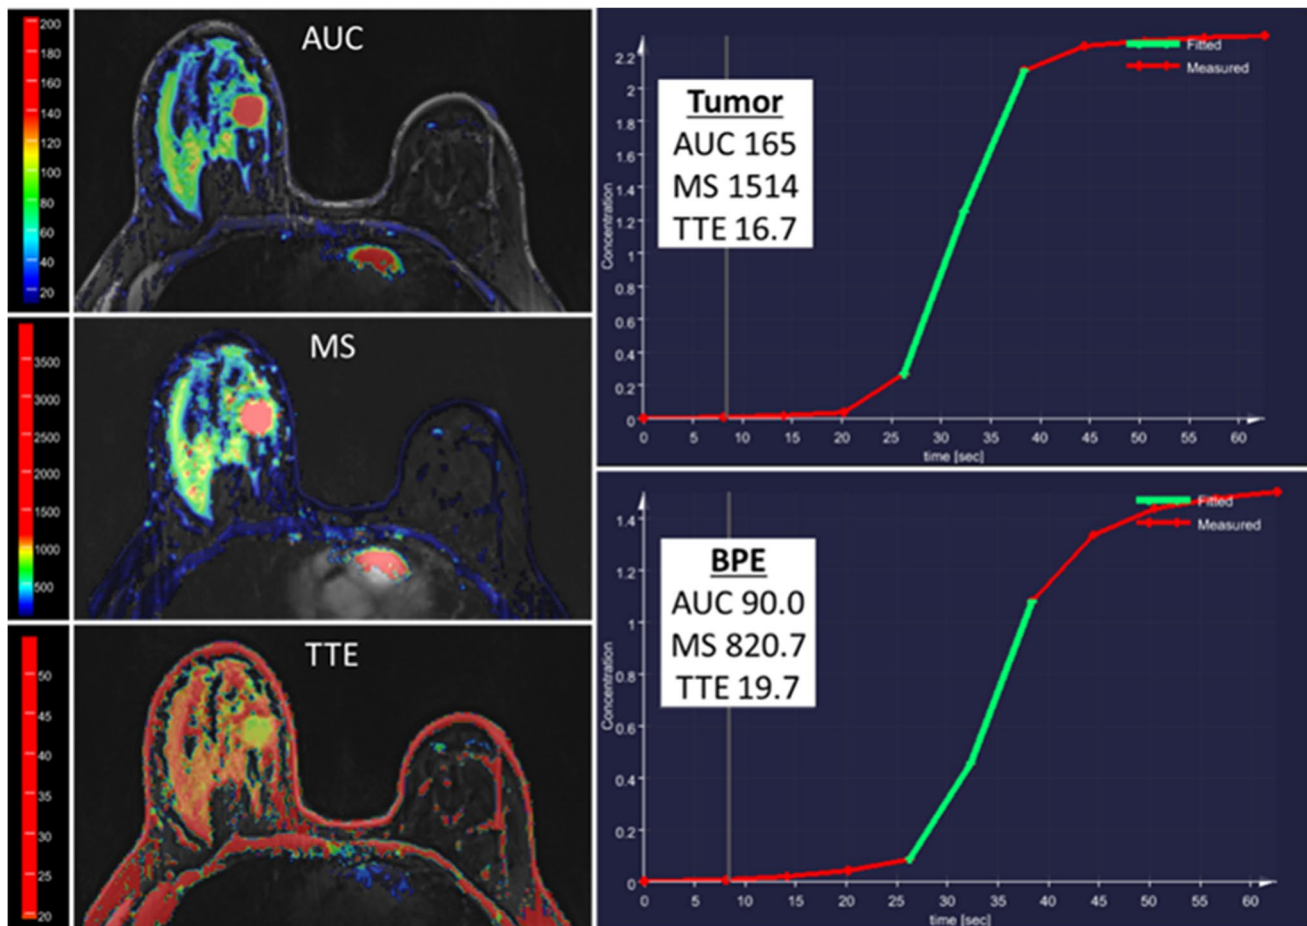 AUC
200
180
160
140
120
100
80
60
40
20
MS
3500
3000
2500
2000
1500
1000
500
TTE
50
45
40
35
30
25
20
Fitted
Measured
Tumor
AUC 165
MS 1514
TTE 16.7
Concentration
2.2
2
1.8
1.6
1.4
1.2
1
0.8
0.6
0.4
0.2
0
0 5 10 15 20 25 30 35 40 45 50 55 60
time [sec]
Fitted
Measured
BPE
AUC 90.0
MS 820.7
TTE 19.7
Concentration
1.4
1.2
1
0.8
0.6
0.4
0.2
0
0 5 10 15 20 25 30 35 40 45 50 55 60
time [sec]